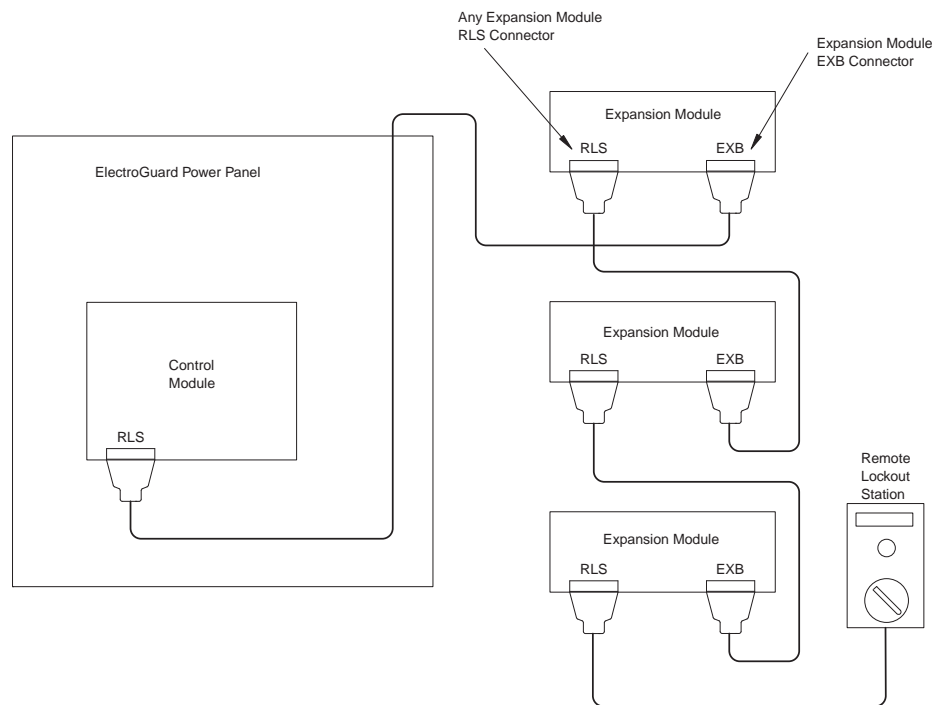 Any Expansion Module
RLS Connector
Expansion Module
EXB Connector
Expansion Module
RLS
EXB
ElectroGuard Power Panel
Control
Module
RLS
Expansion Module
RLS
EXB
Remote
Lockout
Station
Expansion Module
RLS
EXB